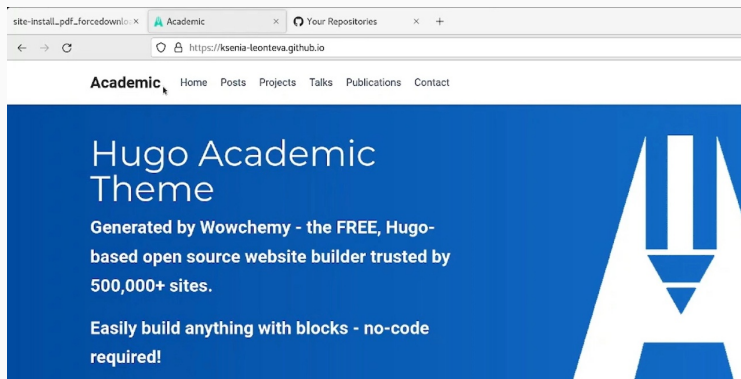 site-install_pdf_forcedownlo
Academic
Your Repositories
https://ksenia-leonteva.github.io
Academic Home Posts Projects Talks Publications Contact
Hugo Academic
Theme
Generated by Wowchemy - the FREE, Hugo-
based open source website builder trusted by
500,000+ sites.
Easily build anything with blocks - no-code
required!